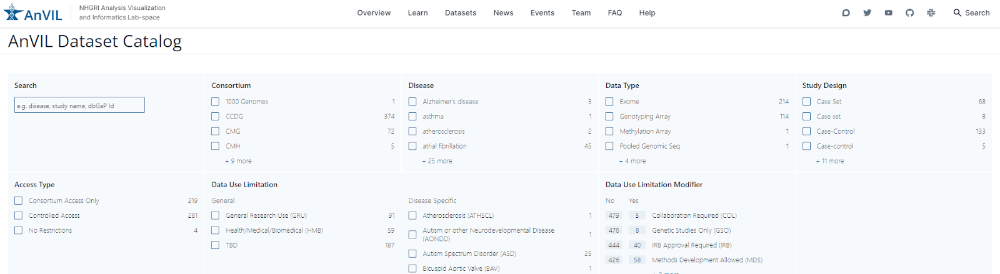 AnVIL
NHGRI Analysis Visualization
and Informatics Lab-space
Overview Learn Datasets News Events Team FAQ Help
Search
AnVIL Dataset Catalog
Search
e.g. disease, study name, dbGaP Id
Consortium
1000 Genomes 1
CCDG 374
CMG 72
CMH 5
+ 9 more
Disease
Alzheimer's disease 3
asthma 1
atherosclerosis 2
atrial fibrillation 45
+ 25 more
Data Type
Exome 214
Genotyping Array 114
Methylation Array 1
Pooled Genomic Seq 1
+ 4 more
Study Design
Case Set 68
Case set 8
Case-Control 133
Case-control 5
+ 11 more
Access Type
Consortium Access Only 219
Controlled Access 261
No Restrictions 4
Data Use Limitation
General
General Research Use (GRU) 91
Health/Medical/Biomedical (HMB) 59
TBD 187
Disease Specific
Atherosclerosis (ATHSCL) 1
Autism or other Neurodevelopmental Disease
(AONDD) 1
Autism Spectrum Disorder (ASD) 25
Bicuspid Aortic Valve (BAV) 1
Data Use Limitation Modifier
No Yes
479 5 Collaboration Required (COL)
476 8 Genetic Studies Only (GSO)
444 40 IRB Approval Required (IRB)
426 58 Methods Development Allowed (MDS)